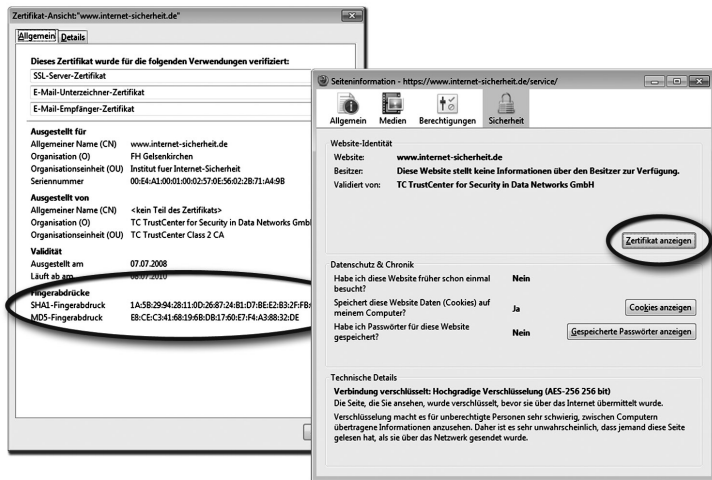 Zertifikat-Ansicht:"www.internet-sicherheit.de"
Allgemein Details
Dieses Zertifikat wurde für die folgenden Verwendungen verifiziert:
SSL-Server-Zertifikat
E-Mail-Unterzeichner-Zertifikat
E-Mail-Empfänger-Zertifikat
Ausgestellt für
Allgemeiner Name (CN) www.internet-sicherheit.de
Organisation (O) FH Gelsenkirchen
Organisationseinheit (OU) Institut fuer Internet-Sicherheit
Seriennummer 00:E4:A1:00:01:00:02:57:0E:56:02:2B:71:A4:9B
Ausgestellt von
Allgemeiner Name (CN) <kein Teil des Zertifikats>
Organisation (O) TC TrustCenter for Security in Data Networks GmbH
Organisationseinheit (OU) TC TrustCenter Class 2 CA
Validität
Ausgestellt am 07.07.2008
Läuft ab am 08.07.2010
Fingerabdrücke
SHA1-Fingerabdruck 1A:5B:29:94:28:11:0D:26:87:24:B1:D7:BE:E2:B3:2F:FB:
MD5-Fingerabdruck E8:CE:C3:41:68:19:6B:DB:17:60:E7:F4:A3:88:32:DE
Seiteninformation - https://www.internet-sicherheit.de/service/
Allgemein Medien Berechtigungen Sicherheit
Website-Identität
Website: www.internet-sicherheit.de
Besitzer: Diese Website stellt keine Informationen über den Besitzer zur Verfügung.
Validiert von: TC TrustCenter for Security in Data Networks GmbH
Zertifikat anzeigen
Datenschutz & Chronik
Habe ich diese Website früher schon einmal besucht? Nein
Speichert diese Website Daten (Cookies) auf meinem Computer? Ja Cookies anzeigen
Habe ich Passwörter für diese Website gespeichert? Nein Gespeicherte Passwörter anzeigen
Technische Details
Verbindung verschlüsselt: Hochgradige Verschlüsselung (AES-256 256 bit)
Die Seite, die Sie ansehen, wurde verschlüsselt, bevor sie über das Internet übermittelt wurde.
Verschlüsselung macht es für unberechtigte Personen sehr schwierig, zwischen Computern
übertragene Informationen anzusehen. Daher ist es sehr unwahrscheinlich, dass jemand diese Seite
gelesen hat, als sie über das Netzwerk gesendet wurde.